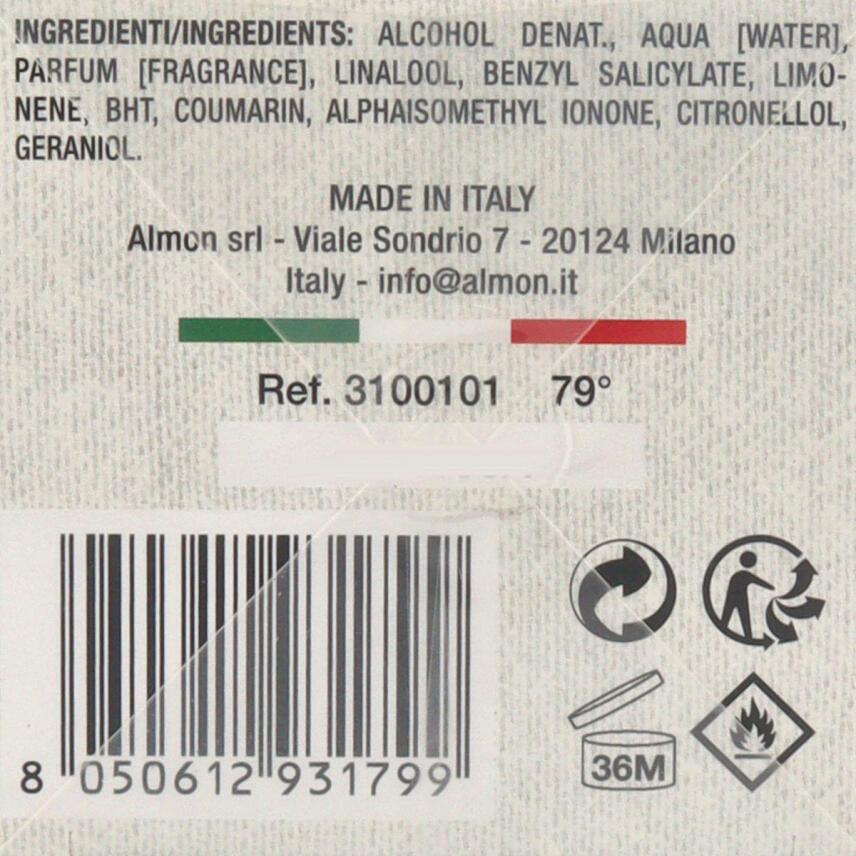 INGREDIENTI/INGREDIENTS: ALCOHOL DENAT., AQUA [WATER],
PARFUM [FRAGRANCE], LINALOOL, BENZYL SALICYLATE, LIMO-
NENE, BHT, COUMARIN, ALPHAISOMETHYL IONONE, CITRONELLOL,
GERANIOL.
MADE IN ITALY
Almon srl - Viale Sondrio 7 - 20124 Milano
Italy - info@almon.it
Ref. 3100101 79°
36M
8 050612 931799